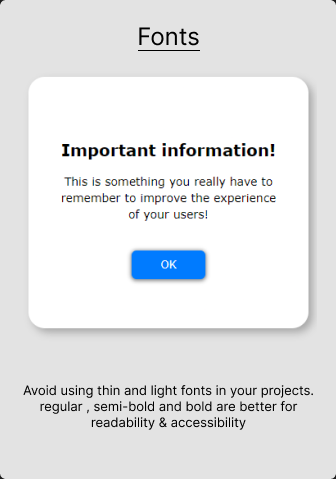 Fonts
Important information!
This is something you really have to
remember to improve the experience
of your users!
OK
Avoid using thin and light fonts in your projects.
regular , semi-bold and bold are better for
readability & accessibility